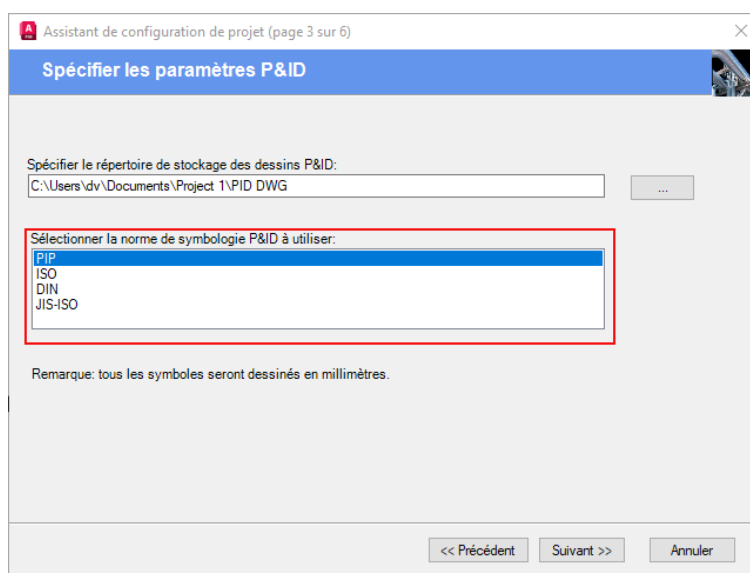 Assistant de configuration de projet (page 3 sur 6)
Spécifier les paramètres P&ID
Spécifier le répertoire de stockage des dessins P&ID:
C:\Users\dv\Documents\Project 1\PID DWG
...
Sélectionner la norme de symbologie P&ID à utiliser:
PIP
ISO
DIN
JIS-ISO
Remarque: tous les symboles seront dessinés en millimètres.
<< Précédent Suivant >> Annuler